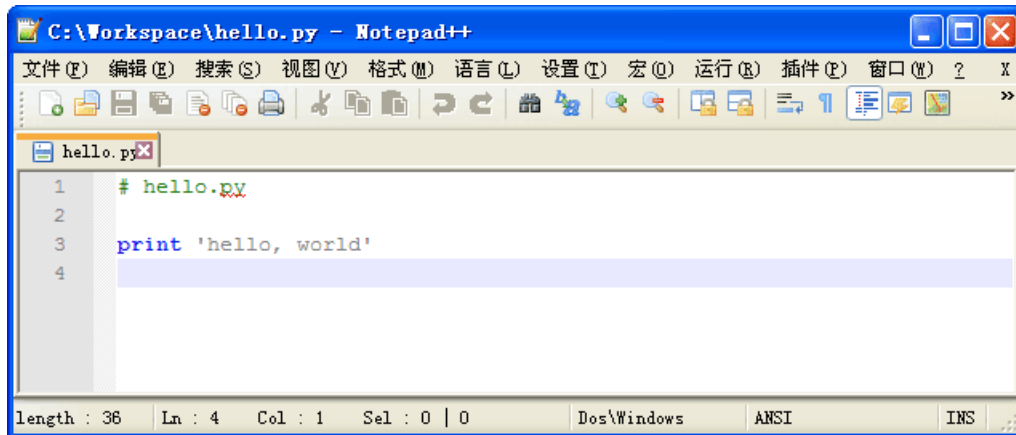 C:\Workspace\hello.py - Notepad++
文件(F) 编辑(E) 搜索(S) 视图(V) 格式(M) 语言(L) 设置(T) 宏(O) 运行(R) 插件(P) 窗口(W) ? X
hello.py
1 # hello.py
2
3 print 'hello, world'
4
length : 36 Ln : 4 Col : 1 Sel : 0 | 0 Dos\Windows ANSI INS